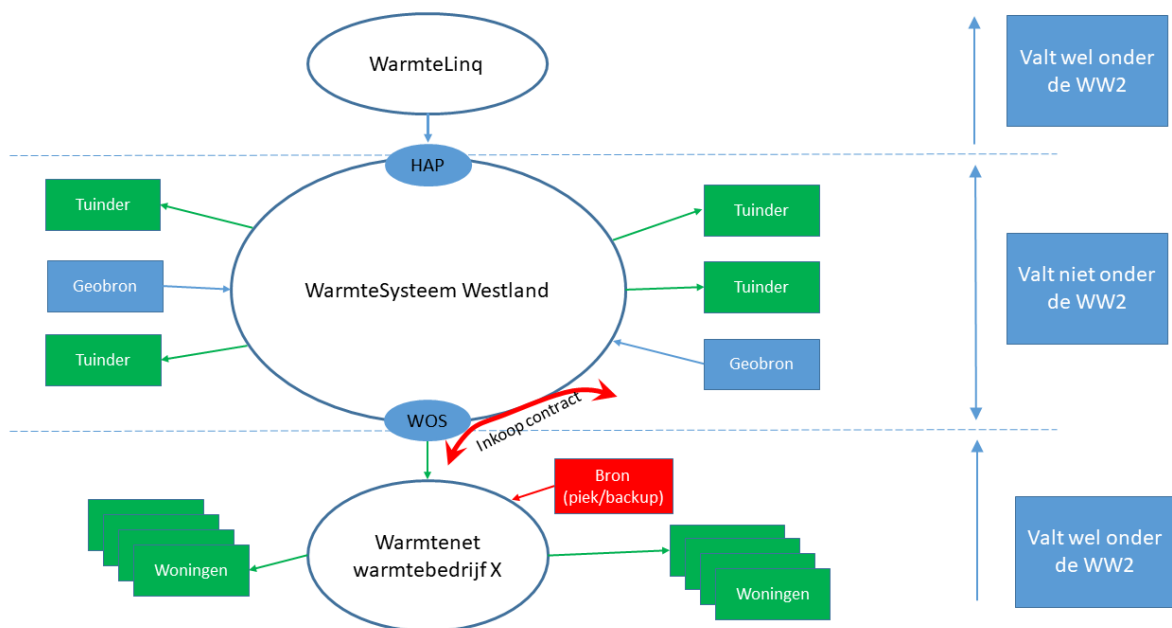 WarmteLinq
Valt wel onder
de WW2
HAP
Tuinder
Tuinder
Geobron
WarmteSysteem Westland
Tuinder
Valt niet onder
de WW2
Tuinder
Geobron
WOS
Inkoop contract
Bron
(piek/backup)
Warmtenet
warmtebedrijf X
Woningen
Woningen
Valt wel onder
de WW2